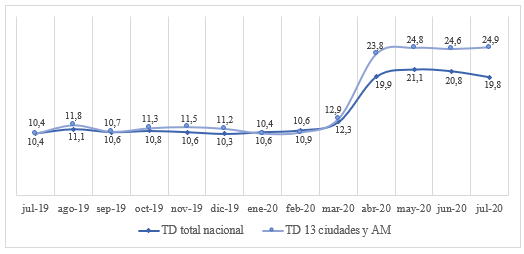 10,4 11,8 10,7 11,3 11,5 11,2 10,4 10,6 12,9 23,8 24,8 24,6 24,9
10,4 11,1 10,6 10,8 10,6 10,3 10,6 10,9 12,3 19,9 21,1 20,8 19,8
jul-19 ago-19 sep-19 oct-19 nov-19 dic-19 ene-20 feb-20 mar-20 abr-20 may-20 jun-20 jul-20
TD total nacional TD 13 ciudades y AM